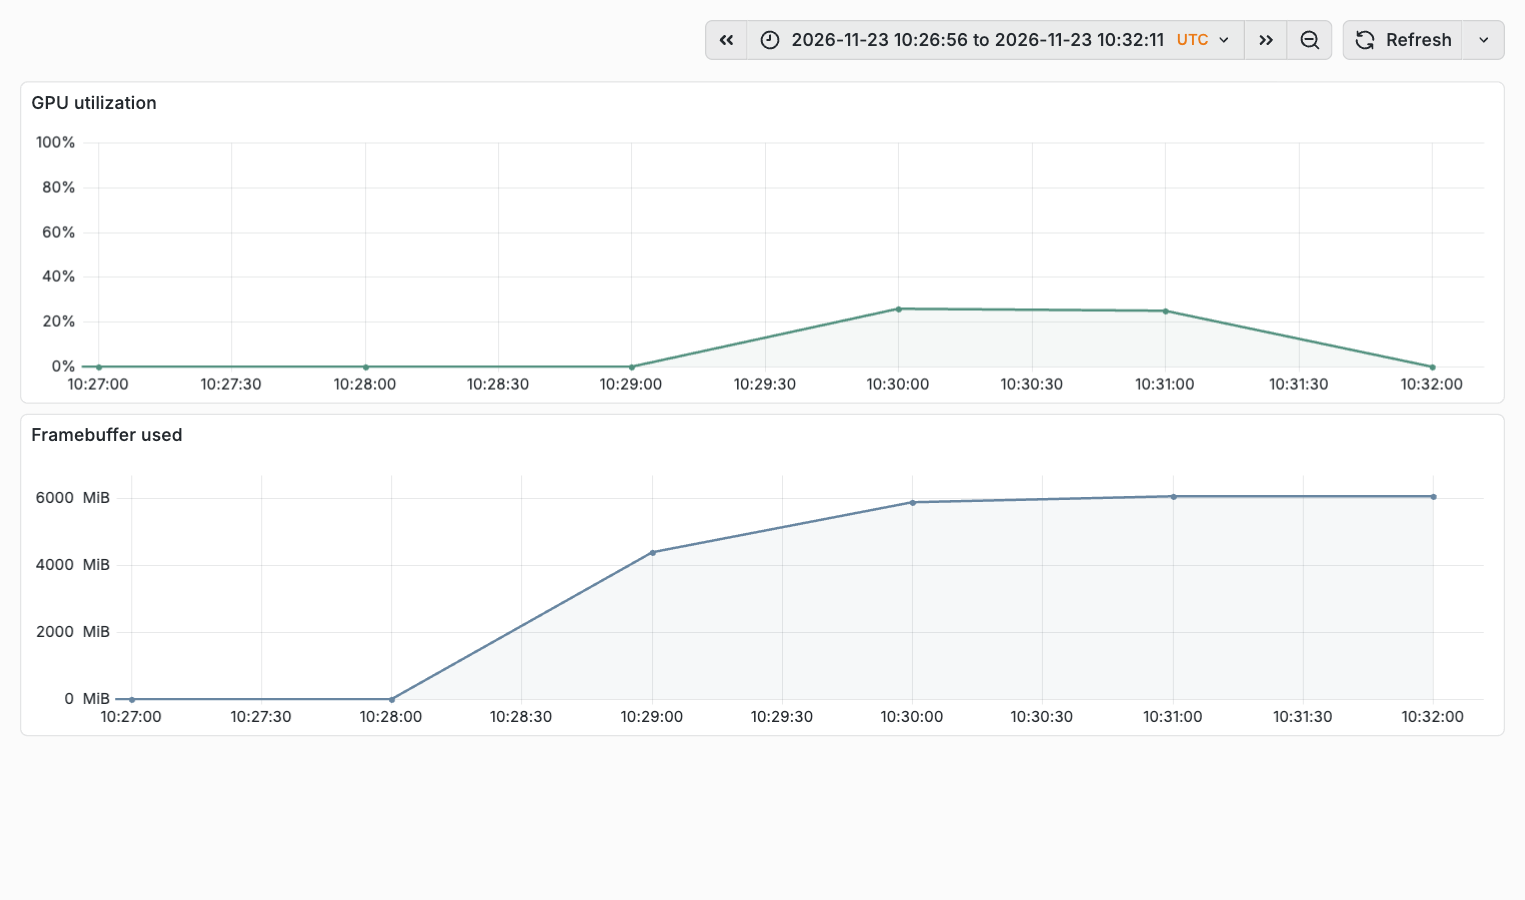 2026-11-23 10:26:56 to 2026-11-23 10:32:11 UTC
Refresh
GPU utilization
100%
80%
60%
40%
20%
0%
10:27:00 10:27:30 10:28:00 10:28:30 10:29:00 10:29:30 10:30:00 10:30:30 10:31:00 10:31:30 10:32:00
Framebuffer used
6000 MiB
4000 MiB
2000 MiB
0 MiB
10:27:00 10:27:30 10:28:00 10:28:30 10:29:00 10:29:30 10:30:00 10:30:30 10:31:00 10:31:30 10:32:00